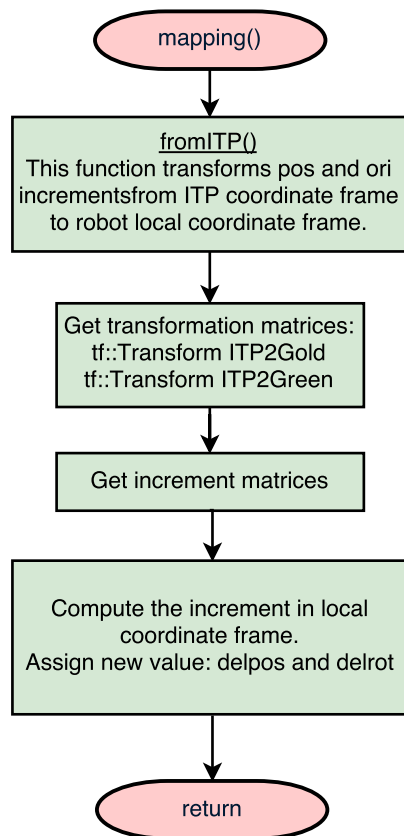 mapping()
fromITP()
This function transforms pos and ori
incrementsfrom ITP coordinate frame
to robot local coordinate frame.
Get transformation matrices:
tf::Transform ITP2Gold
tf::Transform ITP2Green
Get increment matrices
Compute the increment in local
coordinate frame.
Assign new value: delpos and delrot
return